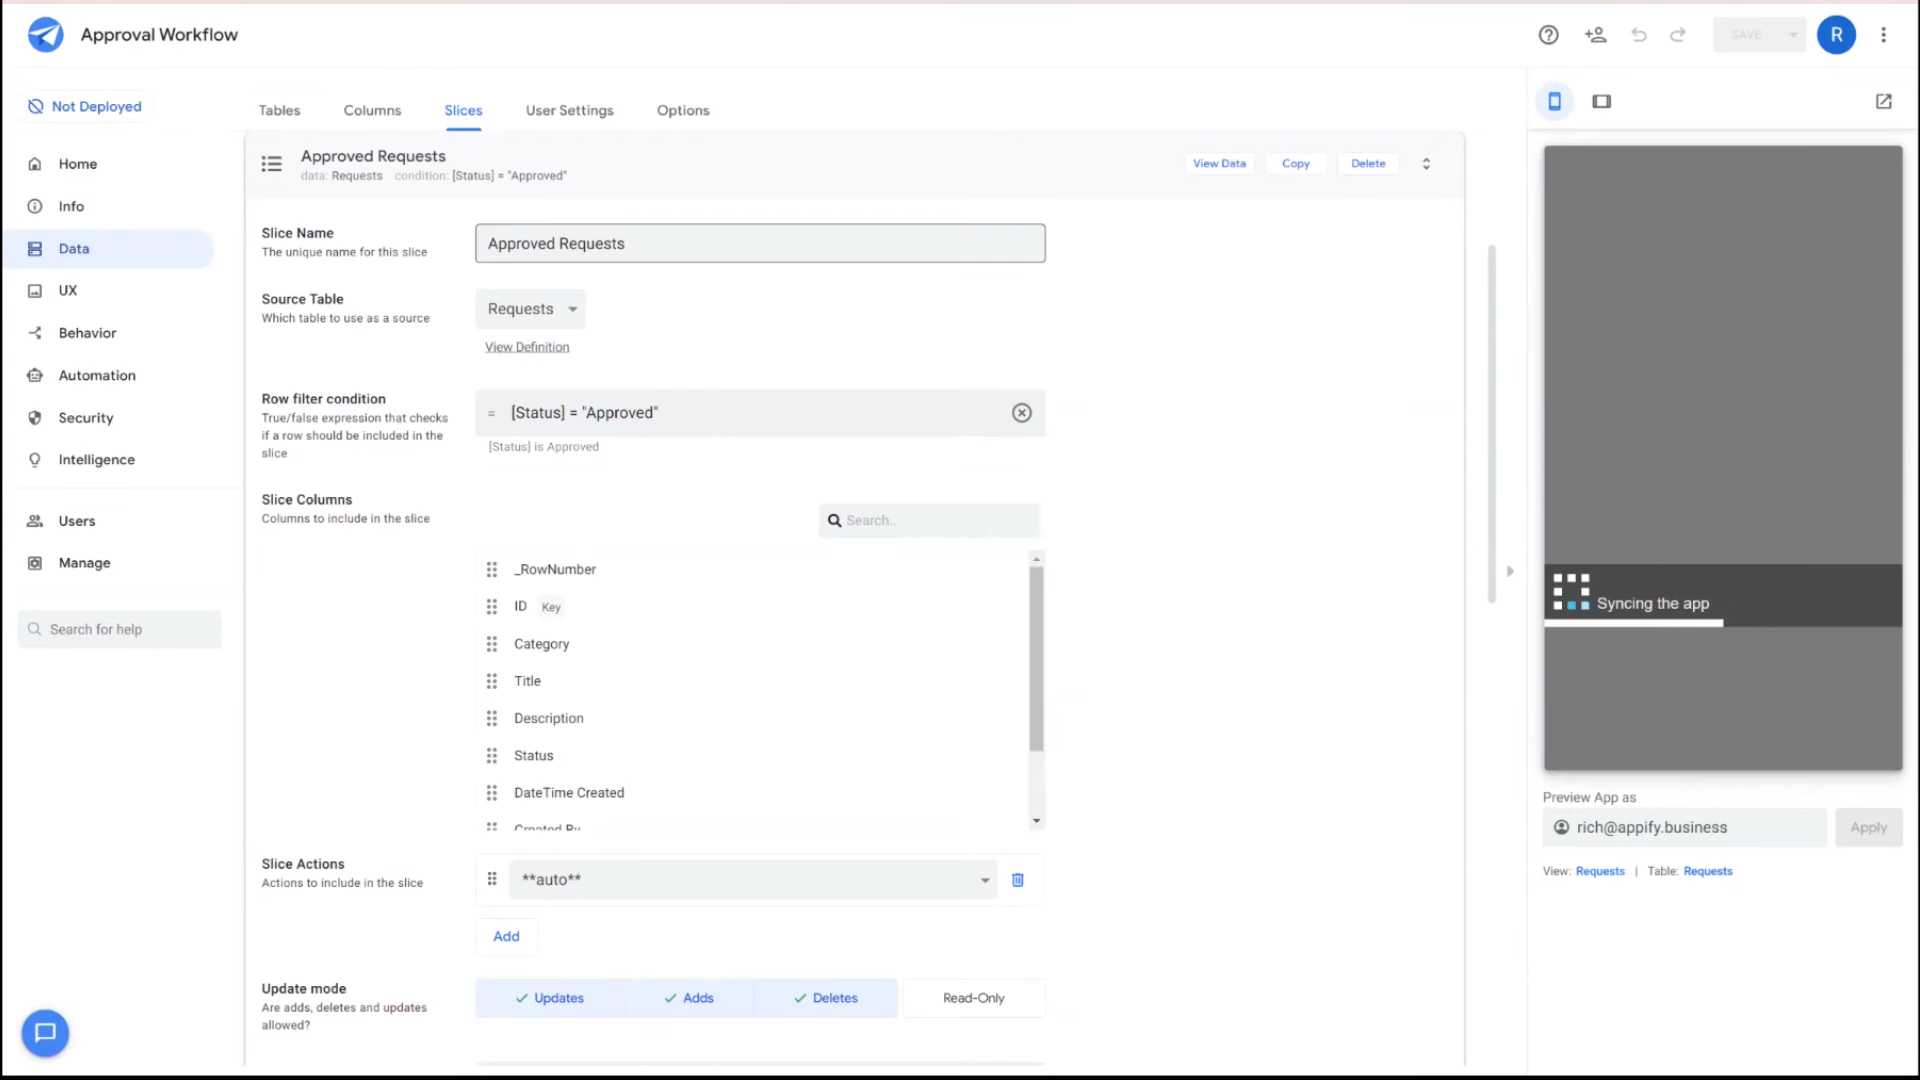 Approval Workflow
SAVE
R
Not Deployed
Tables
Columns
Slices
User Settings
Options
Home
Info
Data
UX
Behavior
Automation
Security
Intelligence
Users
Manage
Search for help
Approved Requests
data: Requests condition: [Status] = "Approved"
View Data
Copy
Delete
Slice Name
The unique name for this slice
Approved Requests
Source Table
Which table to use as a source
Requests
View Definition
Row filter condition
True/false expression that checks
if a row should be included in the
slice
= [Status] = "Approved"
[Status] is Approved
Slice Columns
Columns to include in the slice
Search..
_RowNumber
ID Key
Category
Title
Description
Status
DateTime Created
Created By
Slice Actions
Actions to include in the slice
**auto**
Add
Update mode
Are adds, deletes and updates
allowed?
Updates
Adds
Deletes
Read-Only
Syncing the app
Preview App as
rich@appify.business
Apply
View: Requests | Table: Requests